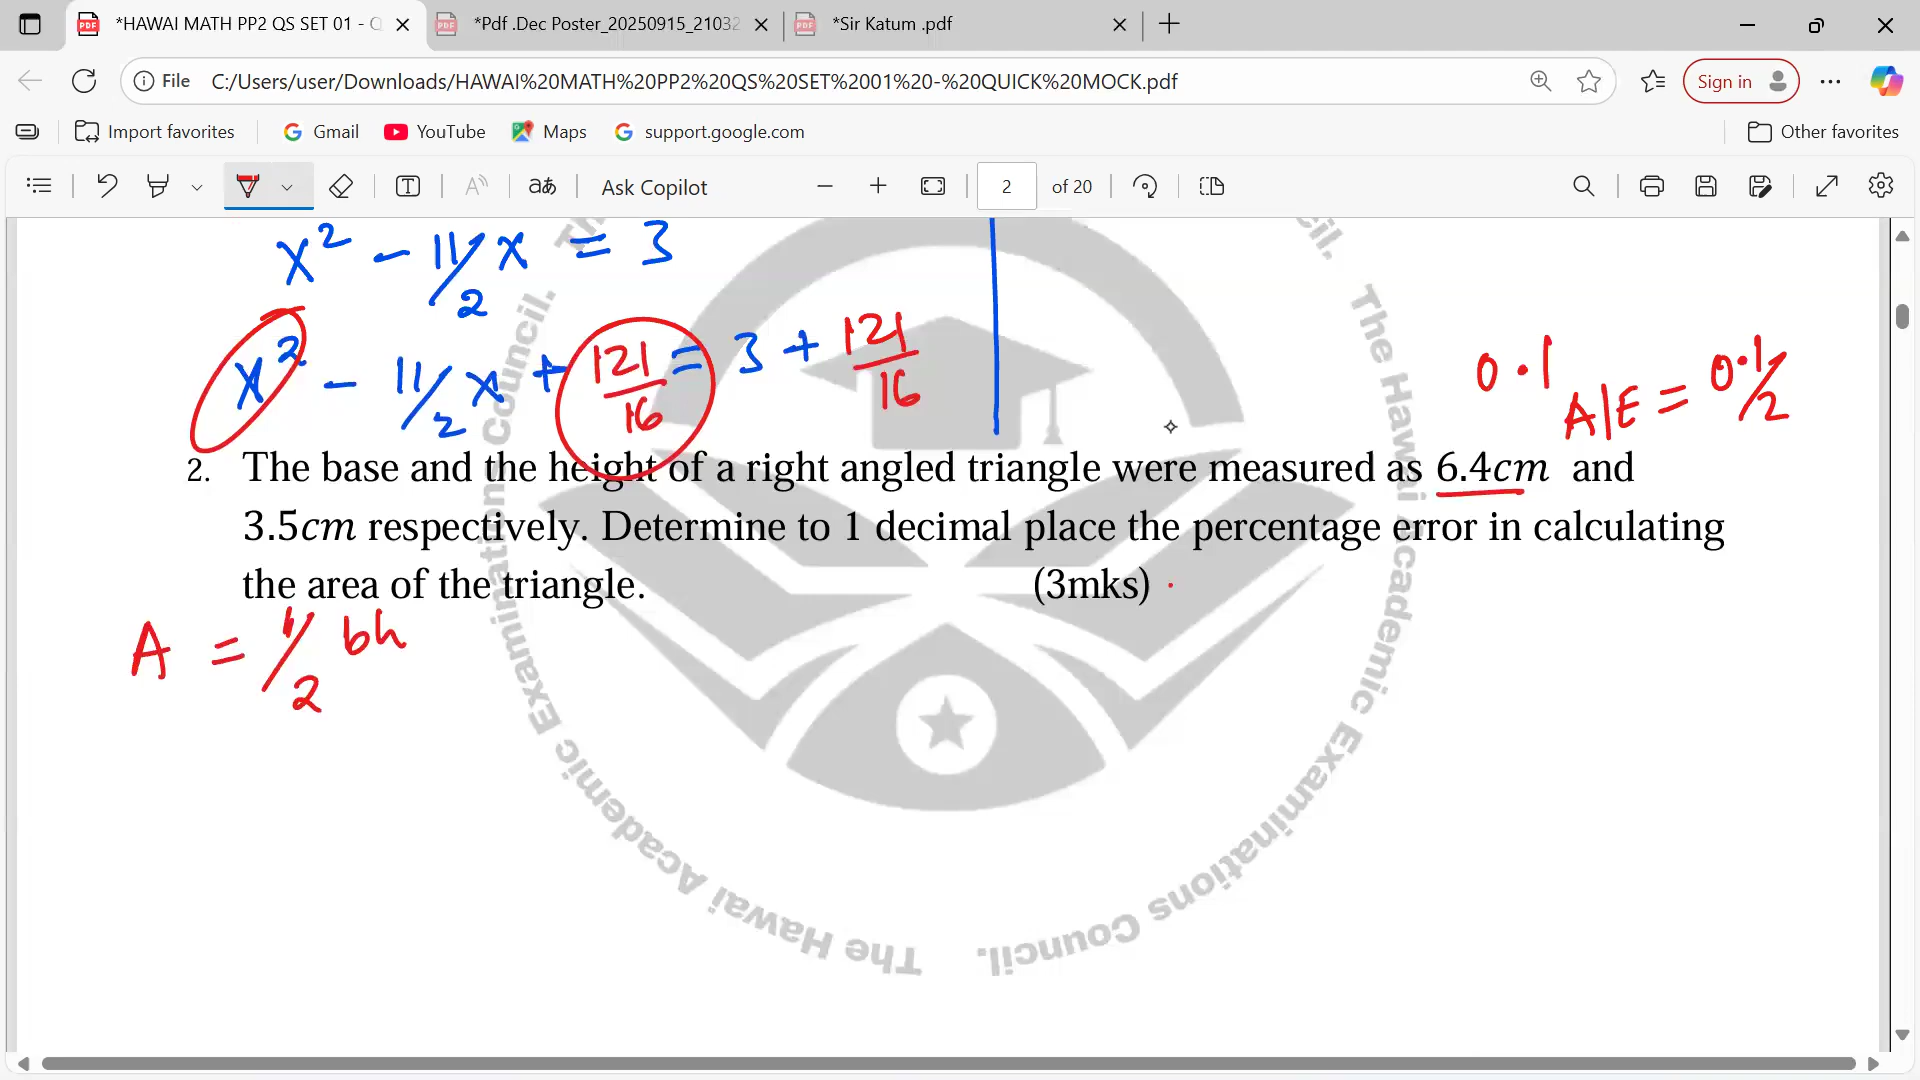 *HAWAI MATH PP2 QS SET 01 - Q
*Pdf .Dec Poster_20250915_21032
*Sir Katum .pdf
File C:/Users/user/Downloads/HAWAI%20MATH%20PP2%20QS%20SET%2001%20-%20QUICK%20MOCK.pdf
Sign in
Import favorites
Gmail
YouTube
Maps
support.google.com
Other favorites
Ask Copilot
2 of 20
x² - 11/2 x = 3
x² - 11/2 x + 121/16 = 3 + 121/16
0.1
A|E = 0.1/2
2. The base and the height of a right angled triangle were measured as 6.4cm and
3.5cm respectively. Determine to 1 decimal place the percentage error in calculating
the area of the triangle. (3mks)
A = 1/2 bh
The Hawai Academic Examinations Council.
The Hawai Academic Examinations Council.